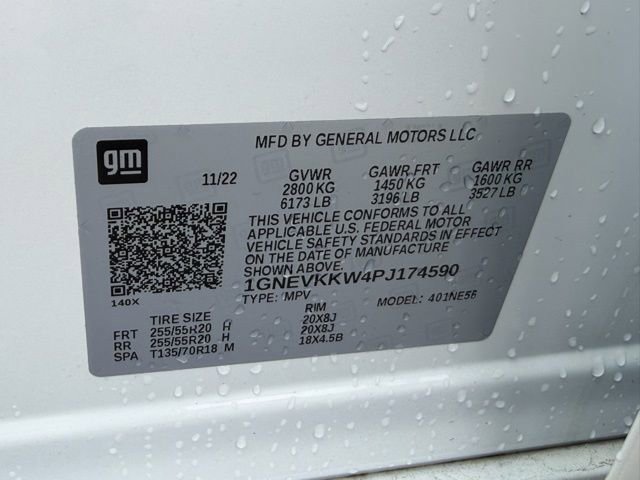 gm
MFD BY GENERAL MOTORS LLC
11/22 GVWR GAWR FRT GAWR RR
2800 KG 1450 KG 1600 KG
6173 LB 3196 LB 3527 LB
THIS VEHICLE CONFORMS TO ALL
APPLICABLE U.S. FEDERAL MOTOR
VEHICLE SAFETY STANDARDS IN EFFECT
ON THE DATE OF MANUFACTURE
SHOWN ABOVE.
1GNEVKKW4PJ174590
140X TYPE: MPV MODEL: 401NE56
TIRE SIZE RIM
FRT 255/55R20 H 20X8J
RR 255/55R20 H 20X8J
SPA T135/70R18 M 18X4.5B